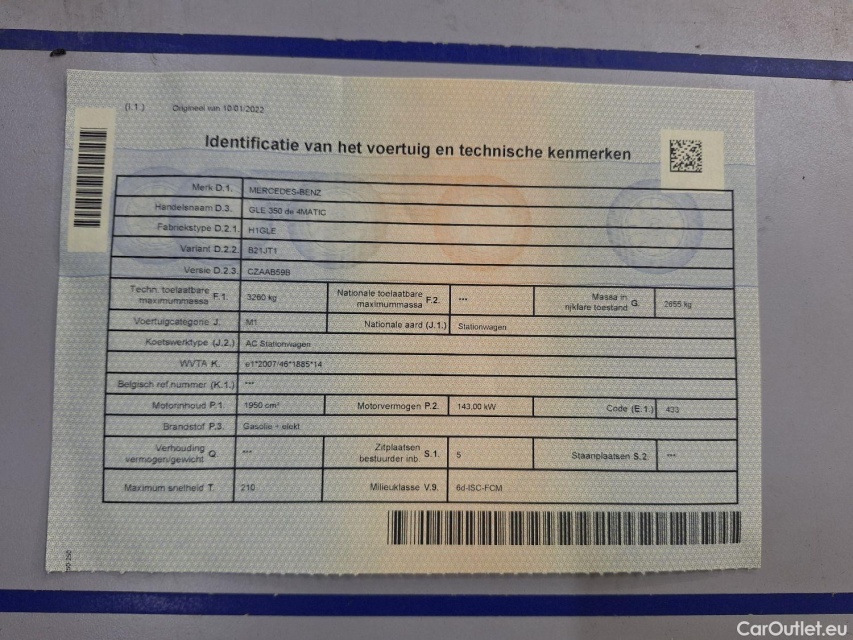 (I.1.) Origineel van 10/01/2022
Identificatie van het voertuig en technische kenmerken
Merk D.1. MERCEDES-BENZ
Handelsnaam D.3. GLE 350 de 4MATIC
Fabriekstype D.2.1. H1GLE
Variant D.2.2. B21JT1
Versie D.2.3. CZAAB59B
Techn. toelaatbare maximummassa F.1. 3260 kg Nationale toelaatbare maximummassa F.2. *** Massa in rijklare toestand G. 2655 kg
Voertuigcategorie J. M1 Nationale aard (J.1.) Stationwagen
Koetswerktype (J.2.) AC Stationwagen
WVTA K. e1*2007/46*1885*14
Belgisch ref.nummer (K.1.) ***
Motorinhoud P.1. 1950 cm³ Motorvermogen P.2. 143,00 kW Code (E.1.) 433
Brandstof P.3. Gasolie + elekt
Verhouding vermogen/gewicht Q. *** Zitplaatsen bestuurder inb. S.1. 5 Staanplaatsen S.2. ***
Maximum snelheid T. 210 Milieuklasse V.9. 6d-ISC-FCM
CarOutlet.eu